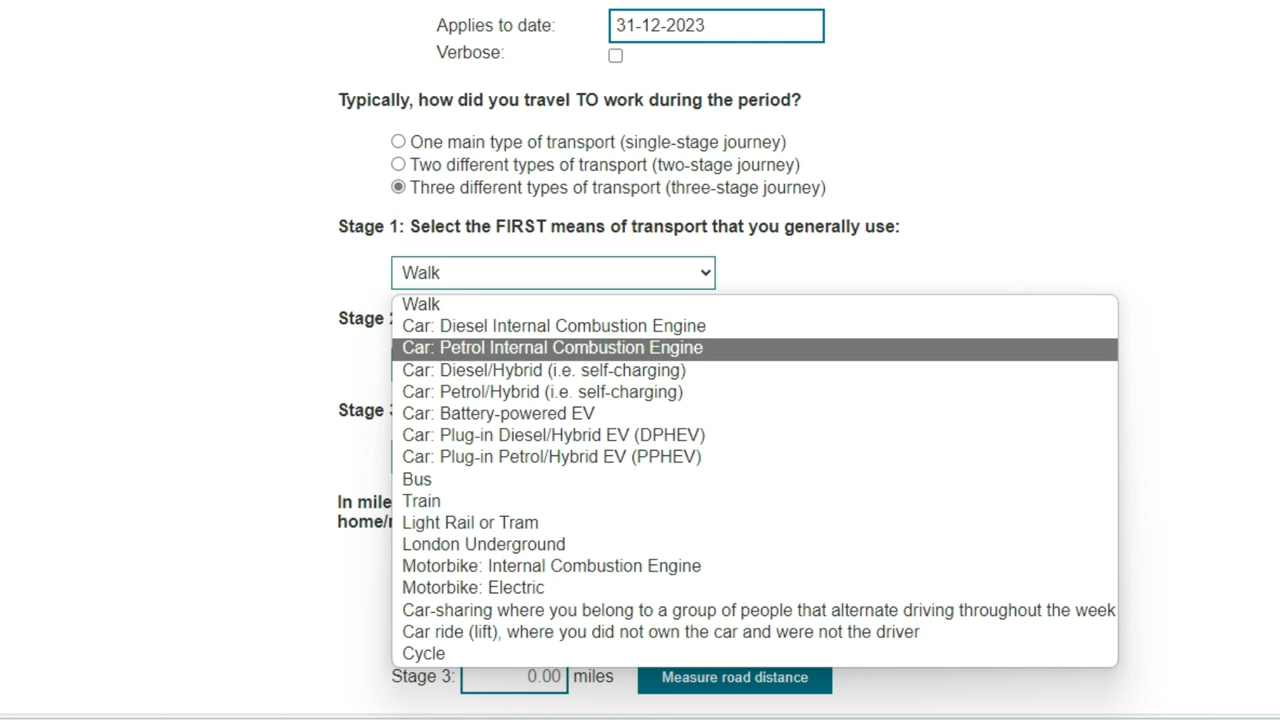 Applies to date: 31-12-2023
Verbose:
Typically, how did you travel TO work during the period?
One main type of transport (single-stage journey)
Two different types of transport (two-stage journey)
Three different types of transport (three-stage journey)
Stage 1: Select the FIRST means of transport that you generally use:
Walk
Walk
Stage
Car: Diesel Internal Combustion Engine
Car: Petrol Internal Combustion Engine
Car: Diesel/Hybrid (i.e. self-charging)
Car: Petrol/Hybrid (i.e. self-charging)
Stage
Car: Battery-powered EV
Car: Plug-in Diesel/Hybrid EV (DPHEV)
Car: Plug-in Petrol/Hybrid EV (PPHEV)
Bus
In mile
Train
home/
Light Rail or Tram
London Underground
Motorbike: Internal Combustion Engine
Motorbike: Electric
Car-sharing where you belong to a group of people that alternate driving throughout the week
Car ride (lift), where you did not own the car and were not the driver
Cycle
Stage 3: 0.00 miles Measure road distance